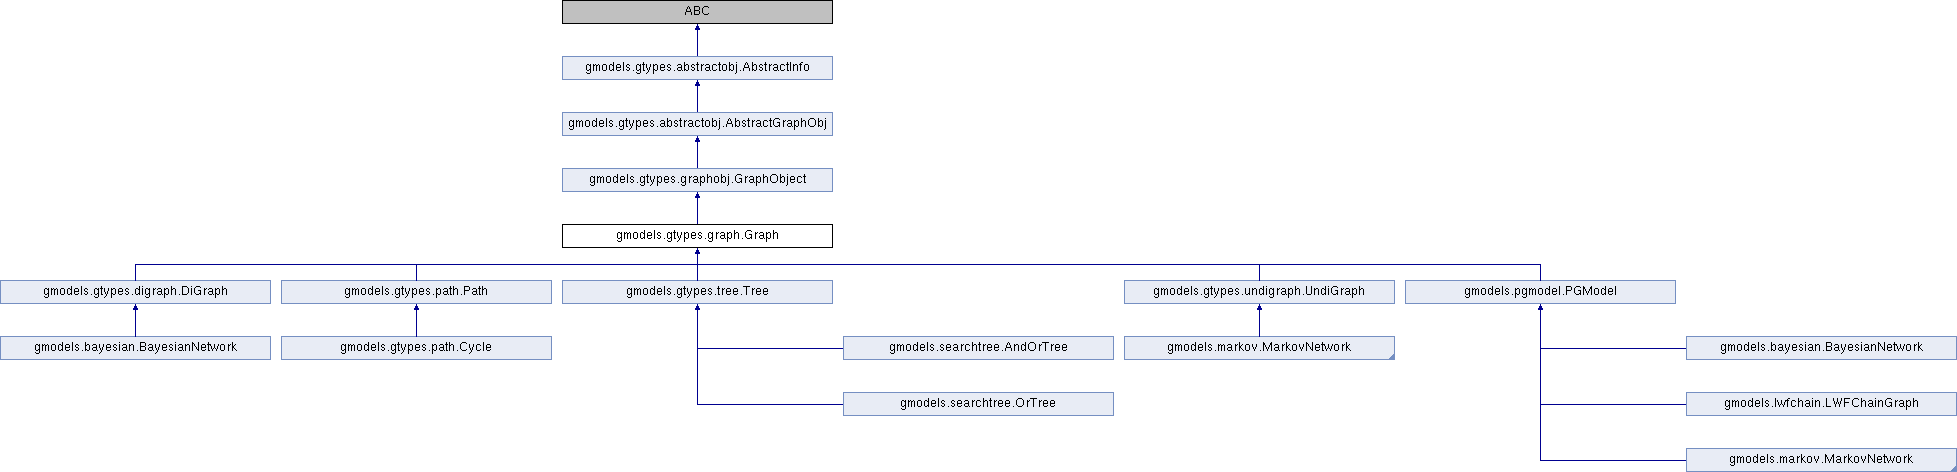 ABC
gmodels.gtypes.abstractobj.AbstractInfo
gmodels.gtypes.abstractobj.AbstractGraphObj
gmodels.gtypes.graphobj.GraphObject
gmodels.gtypes.graph.Graph
gmodels.gtypes.digraph.DiGraph
gmodels.gtypes.path.Path
gmodels.gtypes.tree.Tree
gmodels.gtypes.undigraph.UndiGraph
gmodels.pgmodel.PGModel
gmodels.bayesian.BayesianNetwork
gmodels.gtypes.path.Cycle
gmodels.searchtree.AndOrTree
gmodels.markov.MarkovNetwork
gmodels.bayesian.BayesianNetwork
gmodels.searchtree.OrTree
gmodels.lwfchain.LWFChainGraph
gmodels.markov.MarkovNetwork